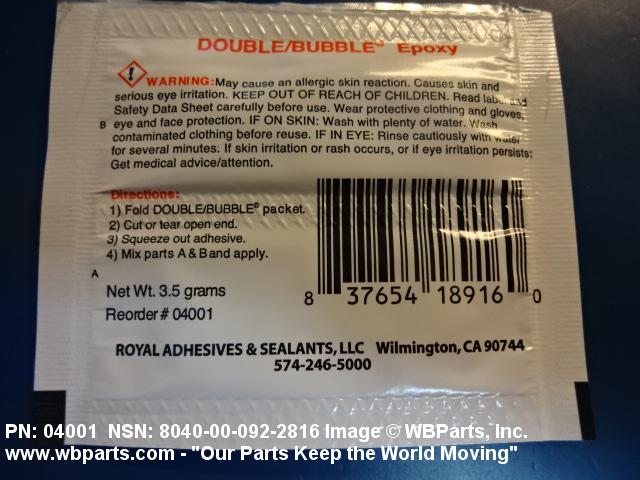 DOUBLE/BUBBLE® Epoxy
WARNING: May cause an allergic skin reaction. Causes skin and
serious eye irritation. KEEP OUT OF REACH OF CHILDREN. Read label and
Safety Data Sheet carefully before use. Wear protective clothing and gloves,
B eye and face protection. IF ON SKIN: Wash with plenty of water. Wash
contaminated clothing before reuse. IF IN EYE: Rinse cautiously with water
for several minutes. If skin irritation or rash occurs, or if eye irritation persists:
Get medical advice/attention.
Directions:
1) Fold DOUBLE/BUBBLE® packet.
2) Cut or tear open end.
3) Squeeze out adhesive.
4) Mix parts A & B and apply.
A
Net Wt. 3.5 grams
Reorder # 04001
8 37654 18916 0
ROYAL ADHESIVES & SEALANTS, LLC Wilmington, CA 90744
574-246-5000
PN: 04001 NSN: 8040-00-092-2816 Image © WBParts, Inc.
www.wbparts.com - "Our Parts Keep the World Moving"